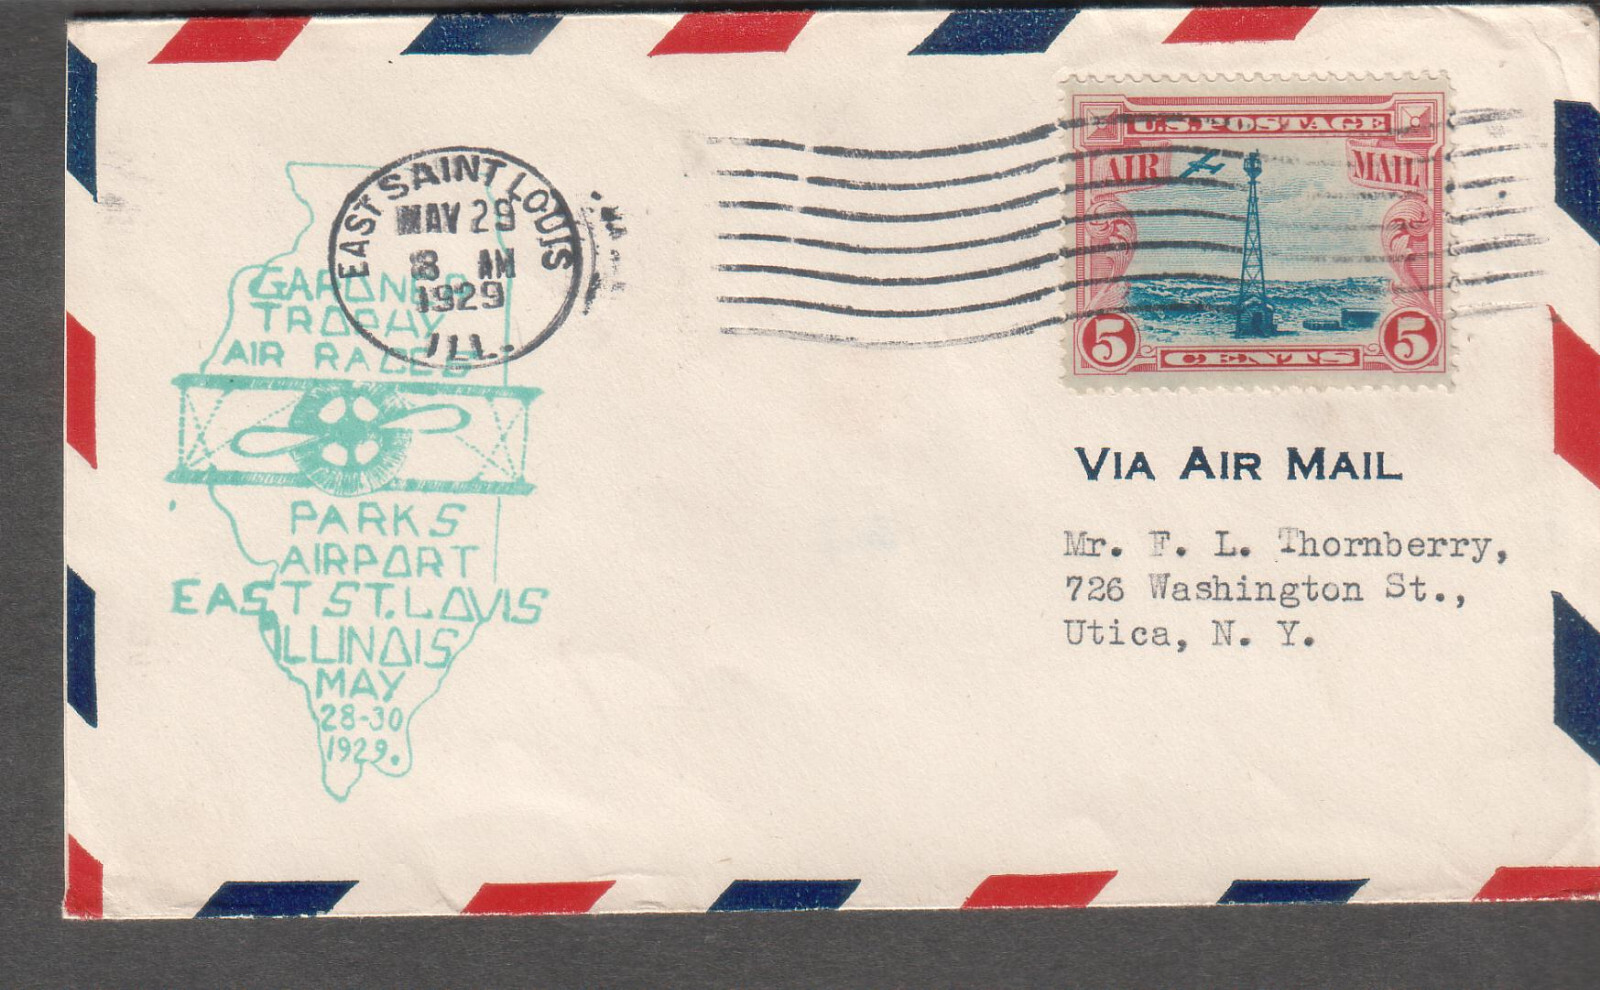 EAST SAINT LOUIS
MAY 29
8 AM
1929
ILL.
GARDNER
TROPHY
AIR RACES
PARKS
AIRPORT
EAST ST. LOUIS
ILLINOIS
MAY
28-30
1929.
U.S. POSTAGE
AIR MAIL
5 CENTS 5
VIA AIR MAIL
Mr. F. L. Thornberry,
726 Washington St.,
Utica, N. Y.